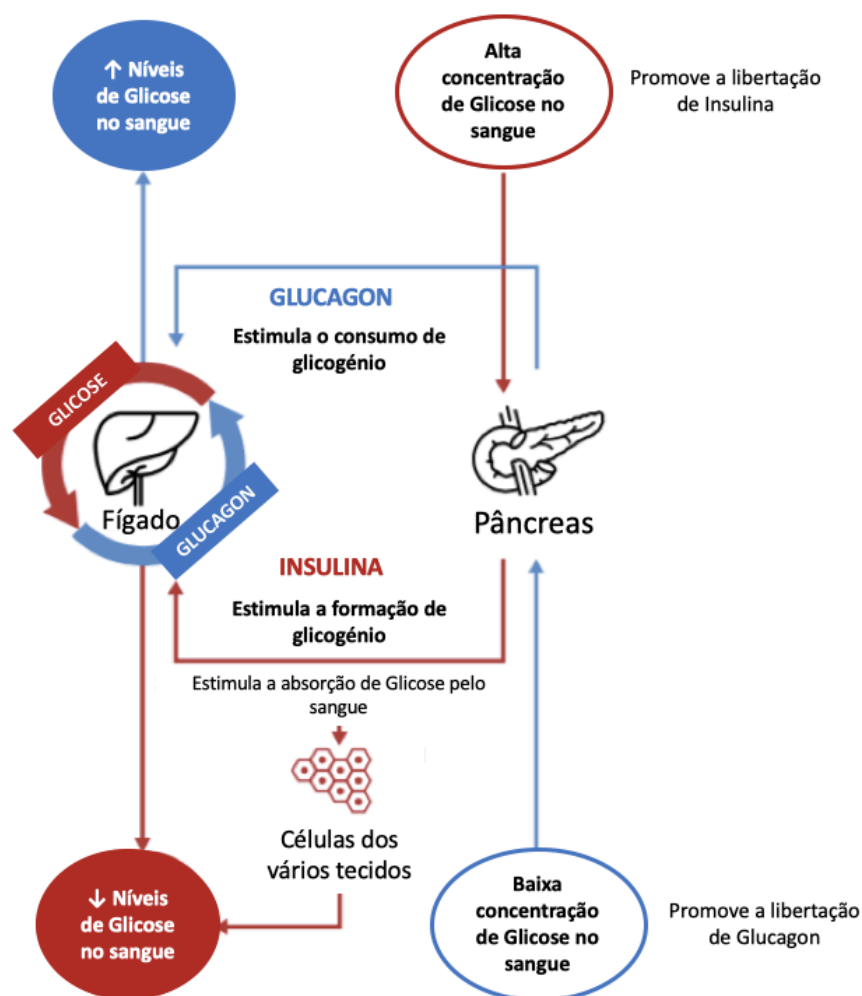 ↑ Níveis
de Glicose
no sangue
Alta
concentração
de Glicose no
sangue
Promove a libertação
de Insulina
GLUCAGON
Estimula o consumo de
glicogénio
GLICOSE
GLUCAGON
Fígado
Pâncreas
INSULINA
Estimula a formação de
glicogénio
Estimula a absorção de Glicose pelo
sangue
Células dos
vários tecidos
↓ Níveis
de Glicose
no sangue
Baixa
concentração
de Glicose no
sangue
Promove a libertação
de Glucagon